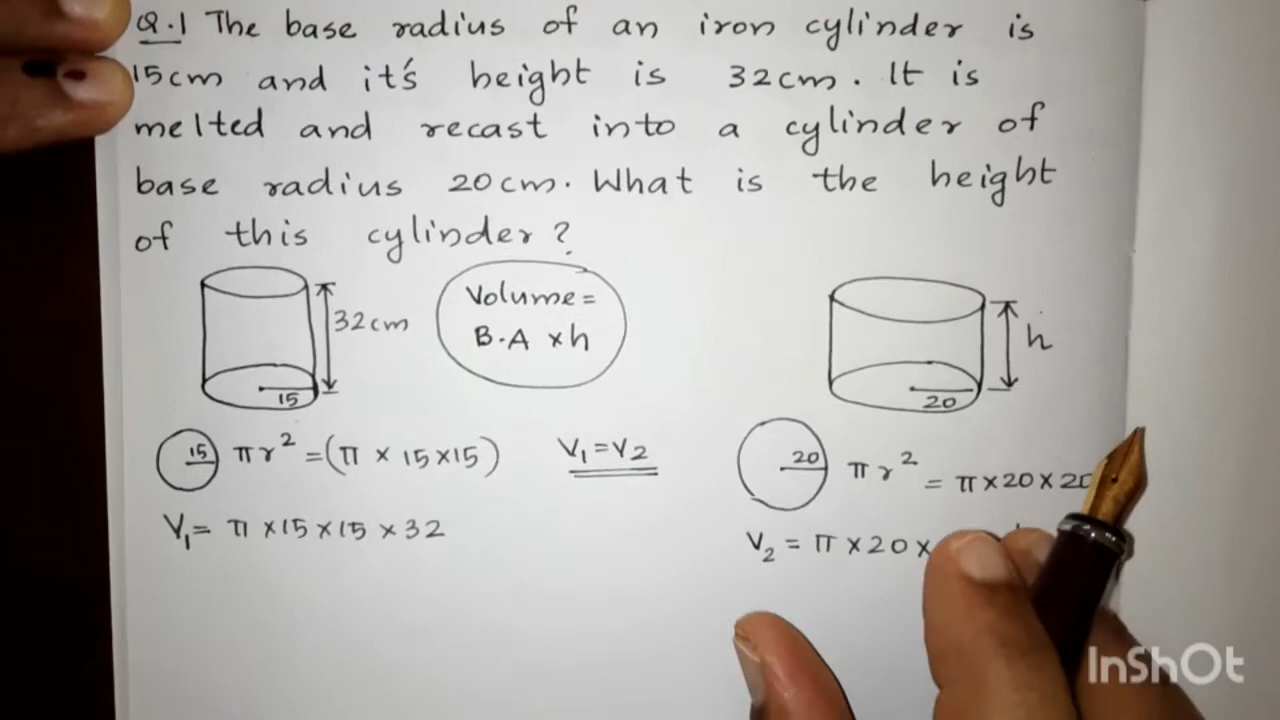 Q.1 The base radius of an iron cylinder is
15cm and it's height is 32cm. It is
melted and recast into a cylinder of
base radius 20cm. What is the height
of this cylinder?
32cm
15
Volume =
B.A × h
h
20
15 πr² = (π × 15 × 15)
V₁ = V₂
20 πr² = π × 20 × 20
V₁ = π × 15 × 15 × 32
V₂ = π × 20 ×
InShOt